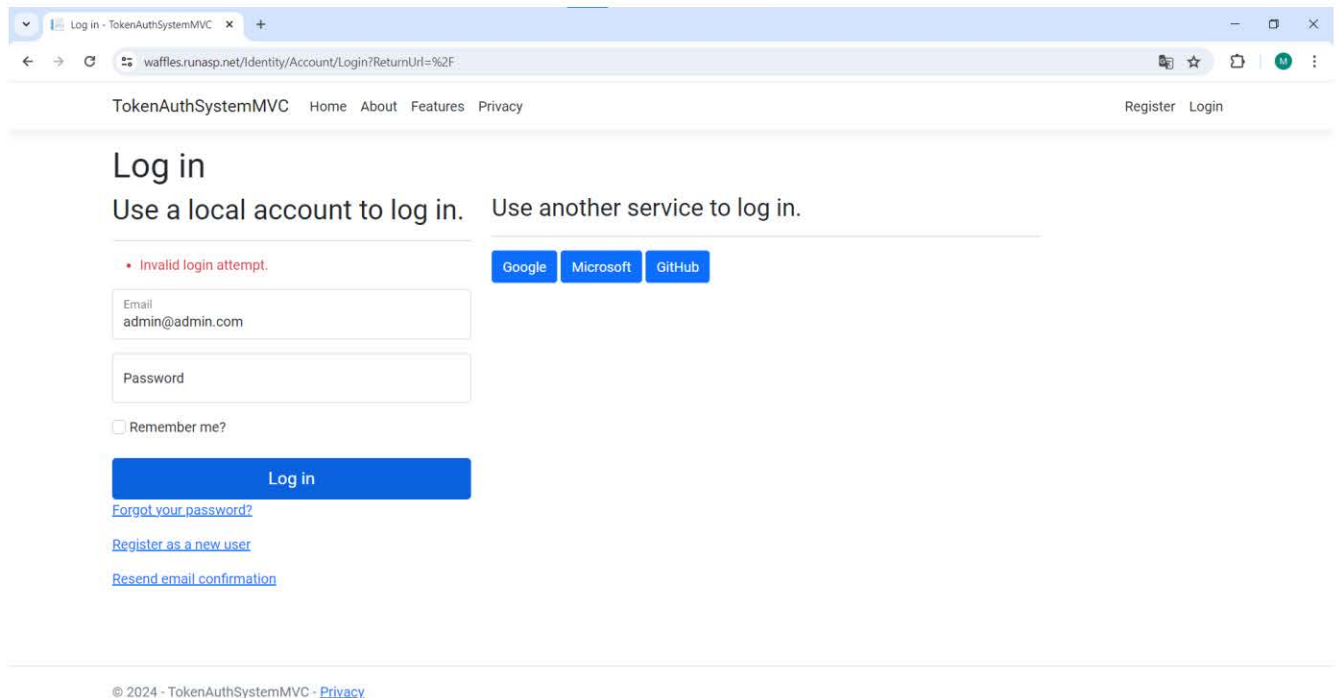 Log in - TokenAuthSystemMVC
waffles.runasp.net/Identity/Account/Login?ReturnUrl=%2F
M
TokenAuthSystemMVC Home About Features Privacy Register Login
Log in
Use a local account to log in.
Use another service to log in.
• Invalid login attempt.
Google Microsoft GitHub
Email
admin@admin.com
Password
Remember me?
Log in
Forgot your password?
Register as a new user
Resend email confirmation
© 2024 - TokenAuthSystemMVC - Privacy